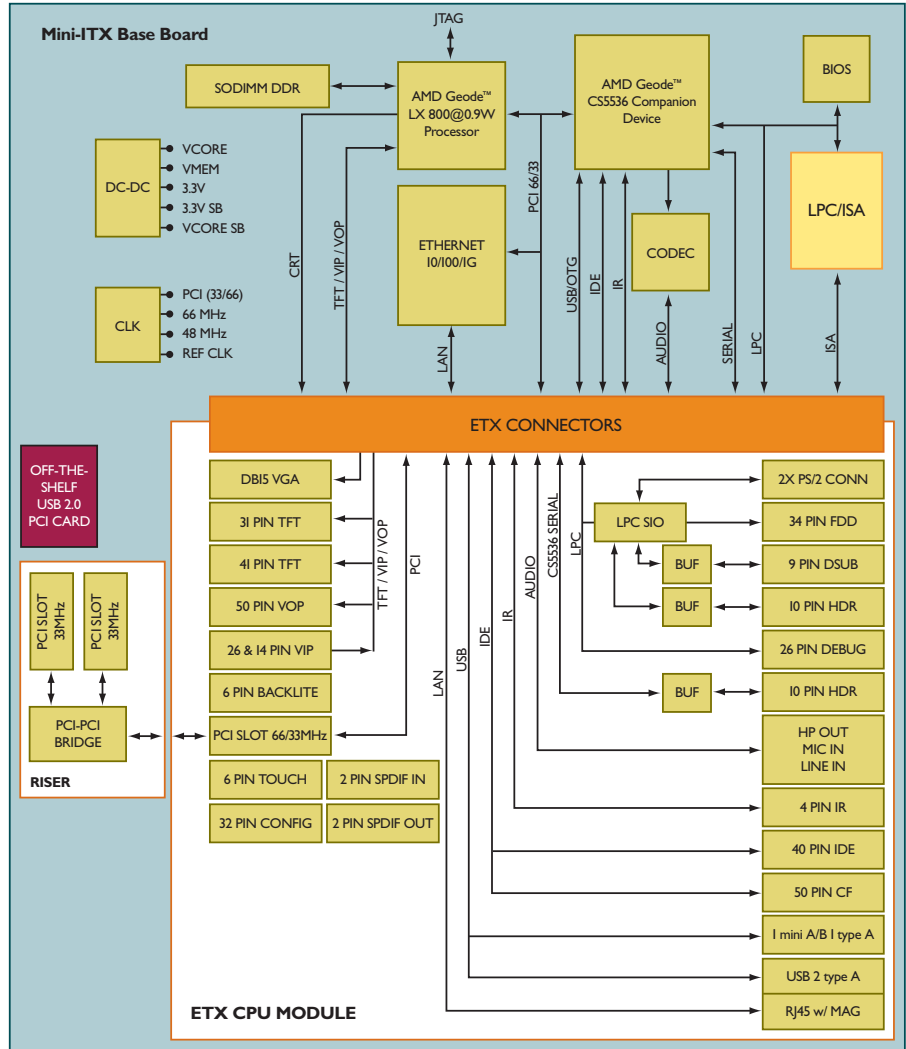 Mini-ITX Base Board
JTAG
SODIMM DDR
AMD Geode™
LX 800@0.9W
Processor
AMD Geode™
CS5536 Companion
Device
BIOS
DC-DC
VCORE
VMEM
3.3V
3.3V SB
VCORE SB
CLK
PCI (33/66)
66 MHz
48 MHz
REF CLK
ETHERNET
10/100/1G
CODEC
LPC/ISA
CRT
TFT / VIP / VOP
LAN
PCI 66/33
USB/OTG
IDE
IR
AUDIO
SERIAL
LPC
ISA
ETX CONNECTORS
OFF-THE-
SHELF
USB 2.0
PCI CARD
PCI SLOT
33MHz
PCI SLOT
33MHz
PCI-PCI
BRIDGE
RISER
DB15 VGA
31 PIN TFT
41 PIN TFT
50 PIN VOP
26 & 14 PIN VIP
6 PIN BACKLITE
PCI SLOT 66/33MHz
6 PIN TOUCH
2 PIN SPDIF IN
32 PIN CONFIG
2 PIN SPDIF OUT
TFT / VIP / VOP
PCI
LAN
USB
IDE
IR
AUDIO
CS5536 SERIAL
LPC
LPC SIO
BUF
BUF
BUF
2X PS/2 CONN
34 PIN FDD
9 PIN DSUB
10 PIN HDR
26 PIN DEBUG
10 PIN HDR
HP OUT
MIC IN
LINE IN
4 PIN IR
40 PIN IDE
50 PIN CF
1 mini A/B 1 type A
USB 2 type A
RJ45 w/ MAG
ETX CPU MODULE